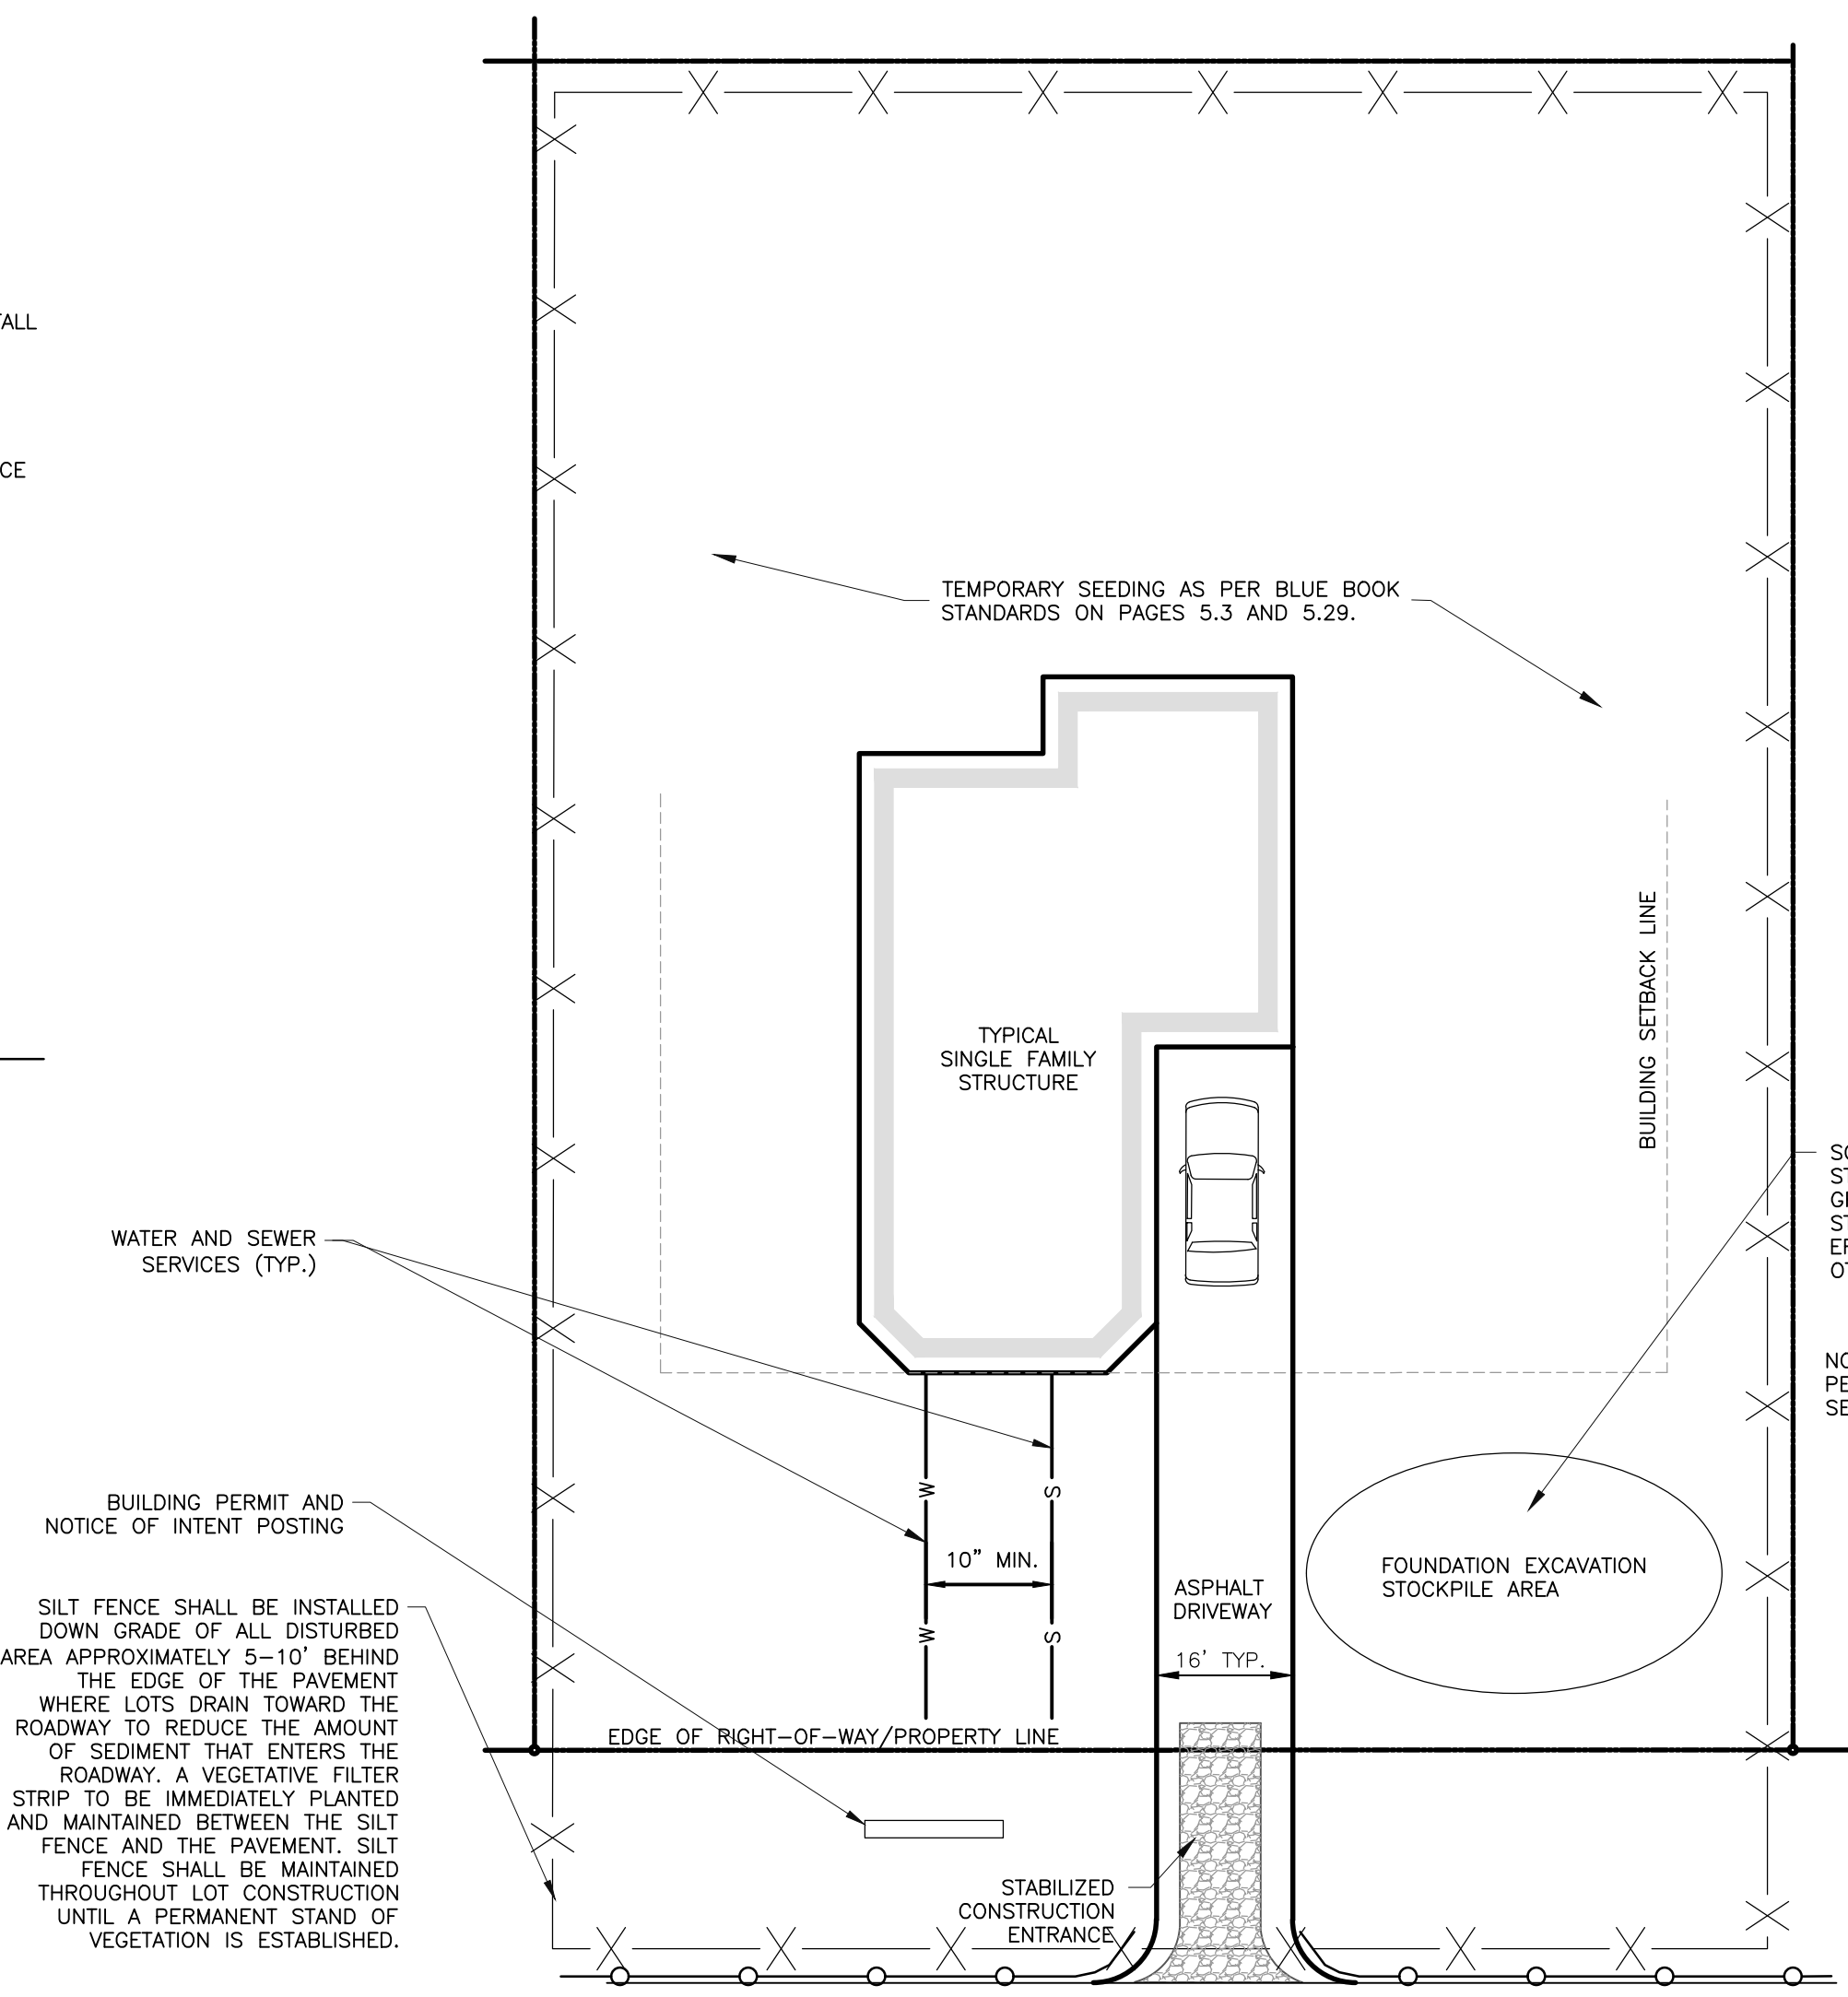 TEMPORARY SEEDING AS PER BLUE BOOK
STANDARDS ON PAGES 5.3 AND 5.29.
BUILDING SETBACK LINE
TYPICAL
SINGLE FAMILY
STRUCTURE
WATER AND SEWER
SERVICES (TYP.)
BUILDING PERMIT AND
NOTICE OF INTENT POSTING
W
S
10" MIN.
W
S
FOUNDATION EXCAVATION
STOCKPILE AREA
ASPHALT
DRIVEWAY
16' TYP.
SILT FENCE SHALL BE INSTALLED
DOWN GRADE OF ALL DISTURBED
AREA APPROXIMATELY 5-10' BEHIND
THE EDGE OF THE PAVEMENT
WHERE LOTS DRAIN TOWARD THE
ROADWAY TO REDUCE THE AMOUNT
OF SEDIMENT THAT ENTERS THE
ROADWAY. A VEGETATIVE FILTER
STRIP TO BE IMMEDIATELY PLANTED
AND MAINTAINED BETWEEN THE SILT
FENCE AND THE PAVEMENT. SILT
FENCE SHALL BE MAINTAINED
THROUGHOUT LOT CONSTRUCTION
UNTIL A PERMANENT STAND OF
VEGETATION IS ESTABLISHED.
EDGE OF RIGHT-OF-WAY/PROPERTY LINE
STABILIZED
CONSTRUCTION
ENTRANCE